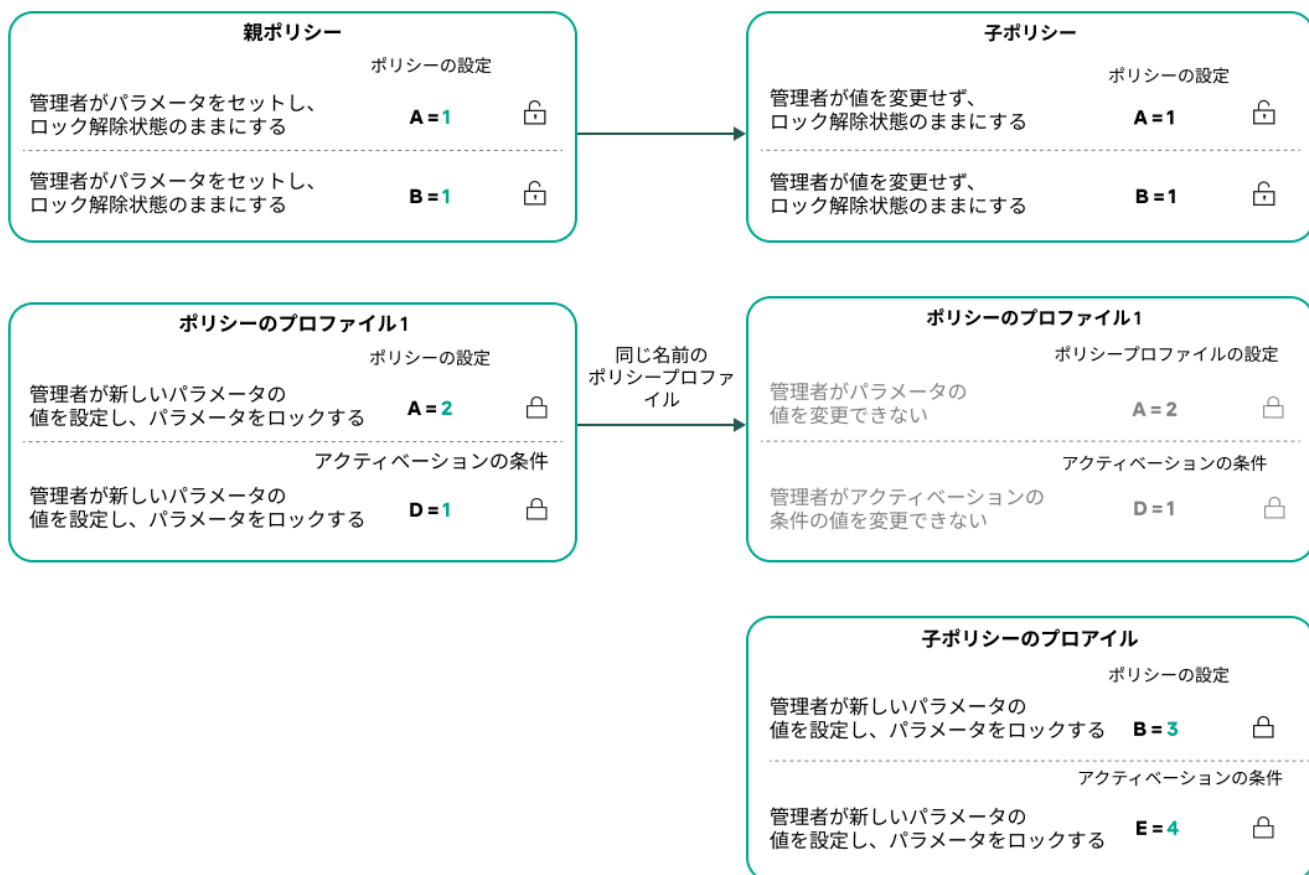 親ポリシー
ポリシーの設定
管理者がパラメータをセットし、
ロック解除状態のままにする
A = 1
管理者がパラメータをセットし、
ロック解除状態のままにする
B = 1
子ポリシー
ポリシーの設定
管理者が値を変更せず、
ロック解除状態のままにする
A = 1
管理者が値を変更せず、
ロック解除状態のままにする
B = 1
ポリシーのプロファイル1
ポリシーの設定
管理者が新しいパラメータの
値を設定し、パラメータをロックする
A = 2
アクティベーションの条件
管理者が新しいパラメータの
値を設定し、パラメータをロックする
D = 1
同じ名前の
ポリシープロファ
イル
ポリシーのプロファイル1
ポリシープロファイルの設定
管理者がパラメータの
値を変更できない
A = 2
アクティベーションの条件
管理者がアクティベーションの
条件の値を変更できない
D = 1
子ポリシーのプロアイル
ポリシーの設定
管理者が新しいパラメータの
値を設定し、パラメータをロックする
B = 3
アクティベーションの条件
管理者が新しいパラメータの
値を設定し、パラメータをロックする
E = 4